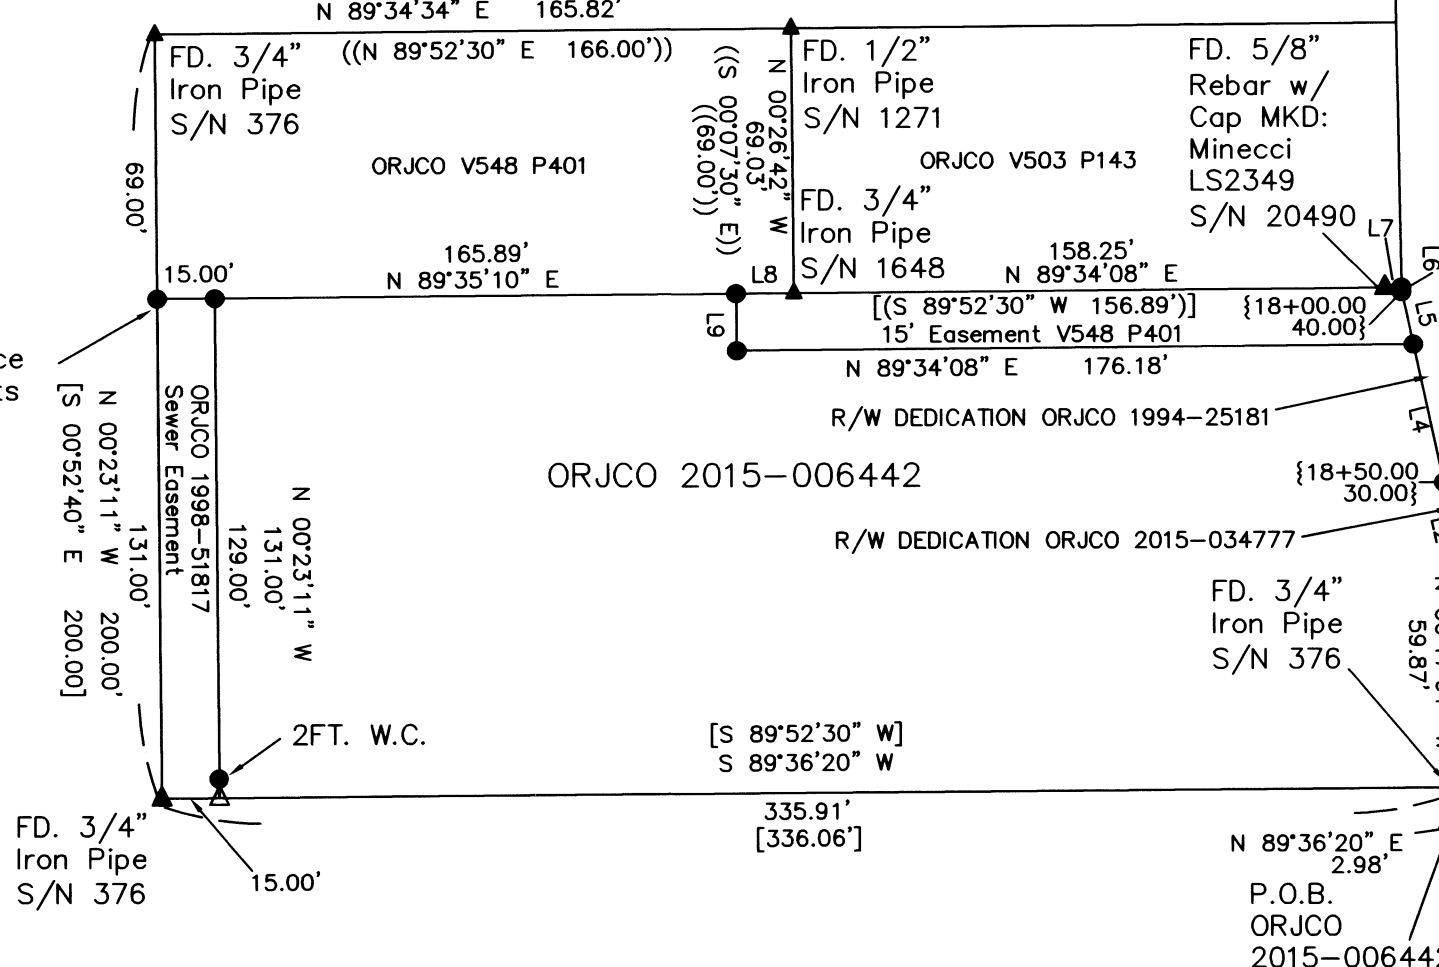 N 89°34'34" E 165.82'
((N 89°52'30" E 166.00'))
FD. 3/4"
Iron Pipe
S/N 376
69.00'
ORJCO V548 P401
((S 00°07'30" E))
((69.00'))
N 00°26'42" W
69.03'
FD. 1/2"
Iron Pipe
S/N 1271
ORJCO V503 P143
FD. 5/8"
Rebar w/
Cap MKD:
Minecci
LS2349
S/N 20490
L7
L6
FD. 3/4"
Iron Pipe
S/N 1648
15.00'
165.89'
N 89°35'10" E
L8
158.25'
N 89°34'08" E
[(S 89°52'30" W 156.89')]
15' Easement V548 P401
N 89°34'08" E 176.18'
L9
{18+00.00
40.00}
L5
ce
ts
R/W DEDICATION ORJCO 1994-25181
L4
ORJCO 2015-006442
{18+50.00
30.00}
R/W DEDICATION ORJCO 2015-034777
L2
[S 00°52'40" E 200.00]
N 00°23'11" W 200.00'
131.00'
Sewer Easement
ORJCO 1998-51817
129.00'
131.00'
N 00°23'11" W
FD. 3/4"
Iron Pipe
S/N 376
59.87'
2FT. W.C.
[S 89°52'30" W]
S 89°36'20" W
335.91'
[336.06']
FD. 3/4"
Iron Pipe
S/N 376
15.00'
N 89°36'20" E
2.98'
P.O.B.
ORJCO
2015-006442